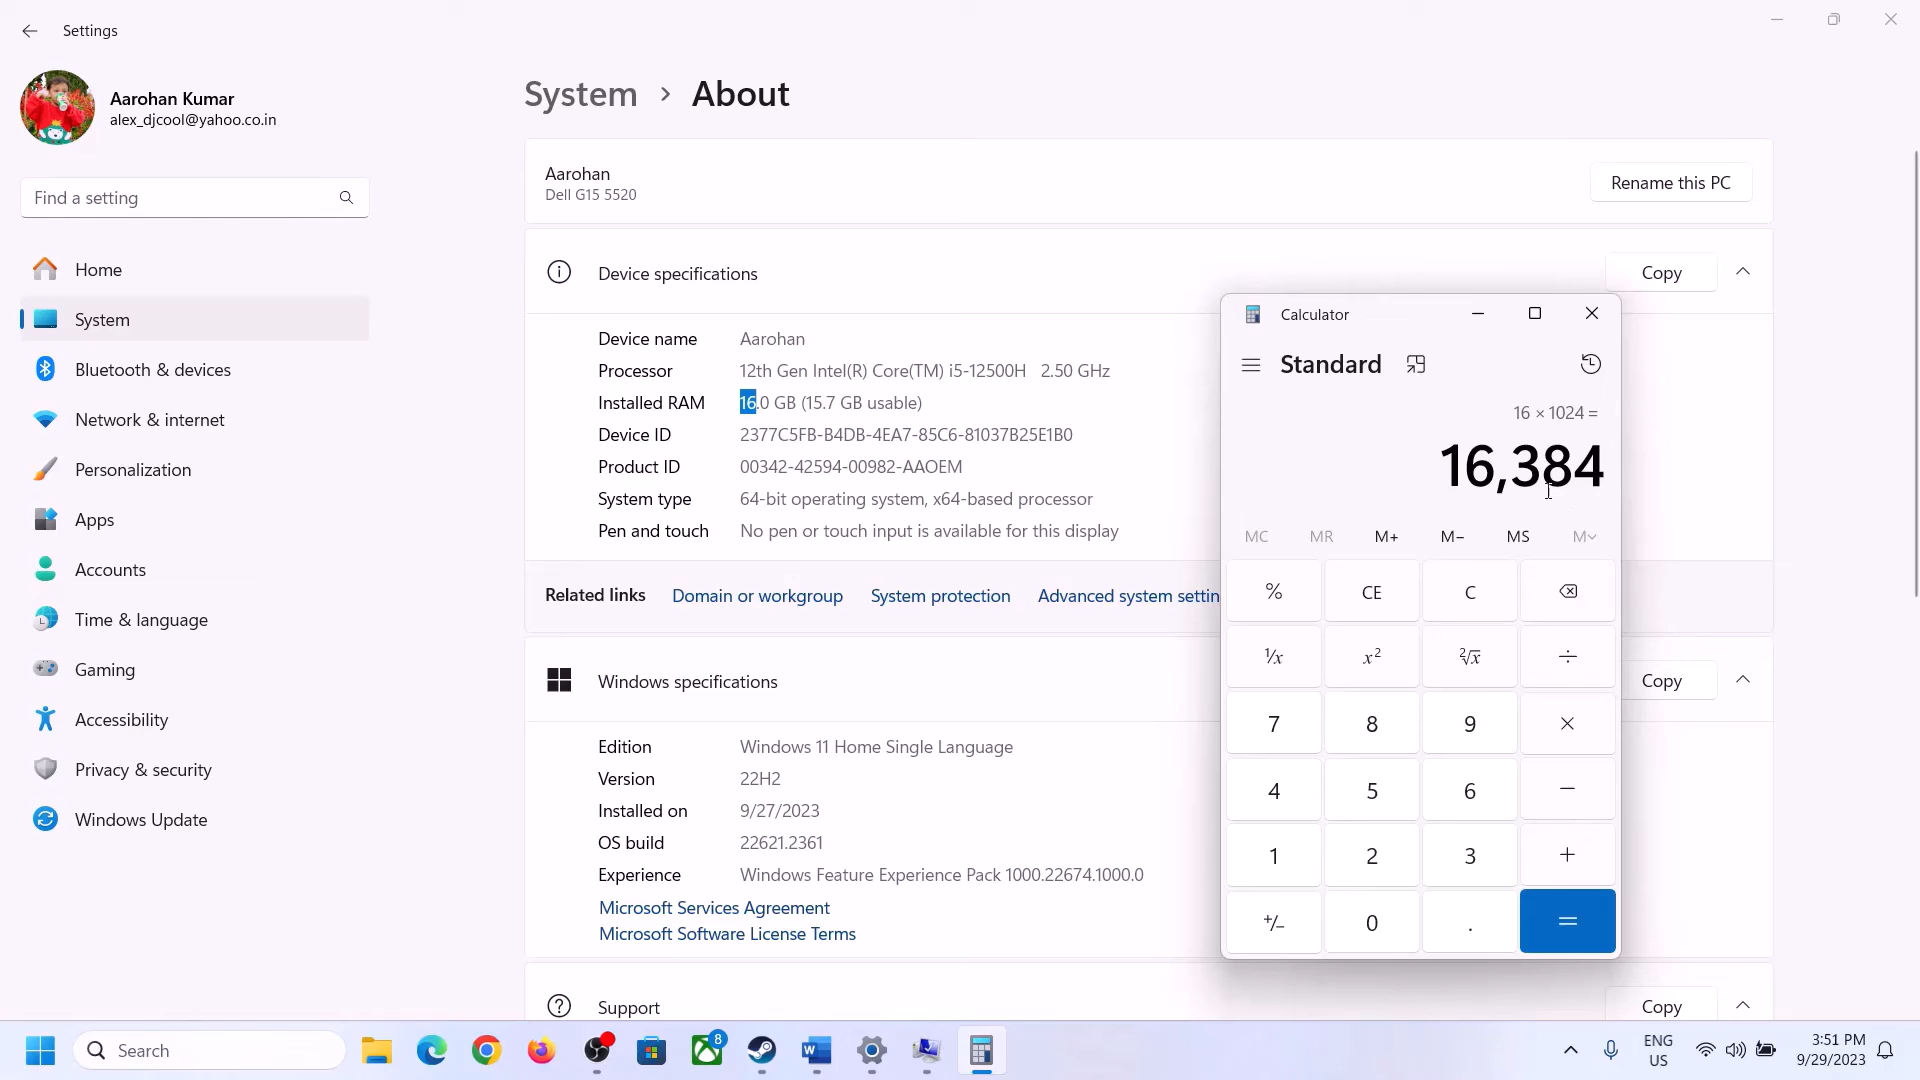 Settings
Aarohan Kumar
alex_djcool@yahoo.co.in
Find a setting
Home
System
Bluetooth & devices
Network & internet
Personalization
Apps
Accounts
Time & language
Gaming
Accessibility
Privacy & security
Windows Update
System > About
Aarohan
Dell G15 5520
Rename this PC
Device specifications
Copy
Device name Aarohan
Processor 12th Gen Intel(R) Core(TM) i5-12500H 2.50 GHz
Installed RAM 16.0 GB (15.7 GB usable)
Device ID 2377C5FB-B4DB-4EA7-85C6-81037B25E1B0
Product ID 00342-42594-00982-AAOEM
System type 64-bit operating system, x64-based processor
Pen and touch No pen or touch input is available for this display
Related links Domain or workgroup System protection Advanced system settin
Windows specifications
Copy
Edition Windows 11 Home Single Language
Version 22H2
Installed on 9/27/2023
OS build 22621.2361
Experience Windows Feature Experience Pack 1000.22674.1000.0
Microsoft Services Agreement
Microsoft Software License Terms
Support
Copy
Calculator
Standard
16 × 1024 =
16,384
MC MR M+ M− MS M
% CE C
⅟x x² ²√x ÷
7 8 9 ×
4 5 6 −
1 2 3 +
+/− 0 . =
Search
8
W
ENG
US
3:51 PM
9/29/2023